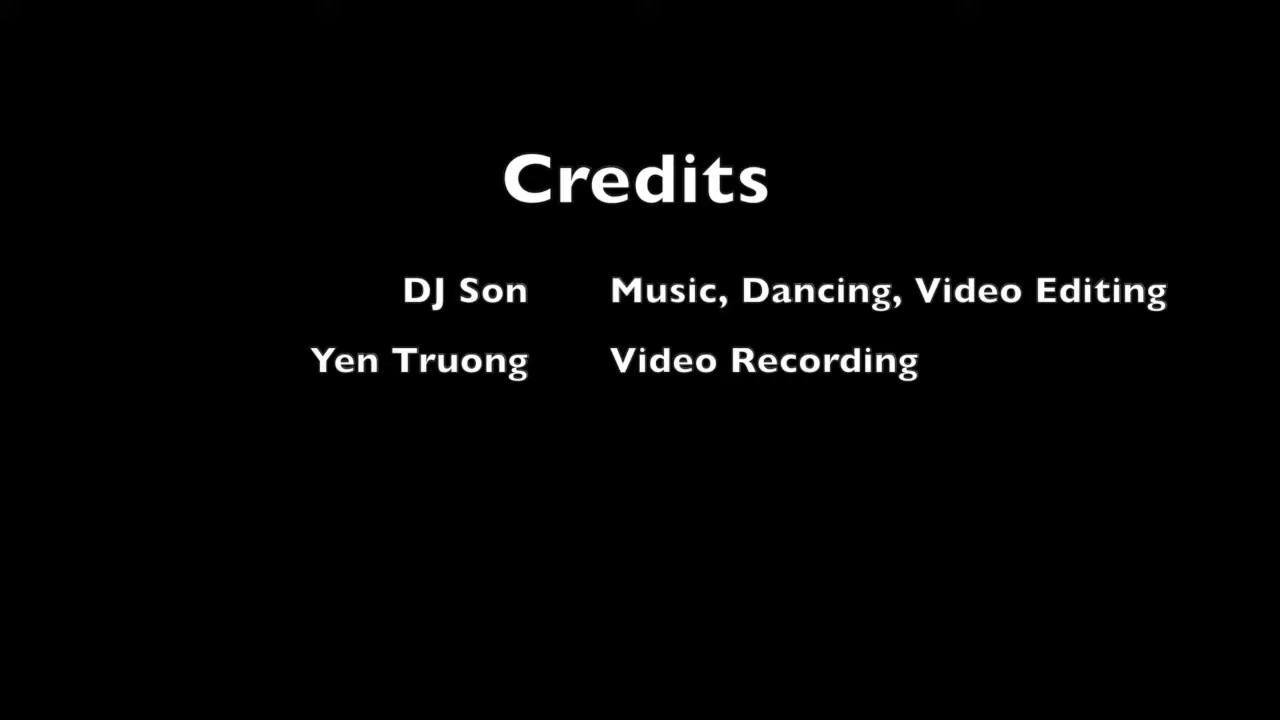 Credits
DJ Son Music, Dancing, Video Editing
Yen Truong Video Recording